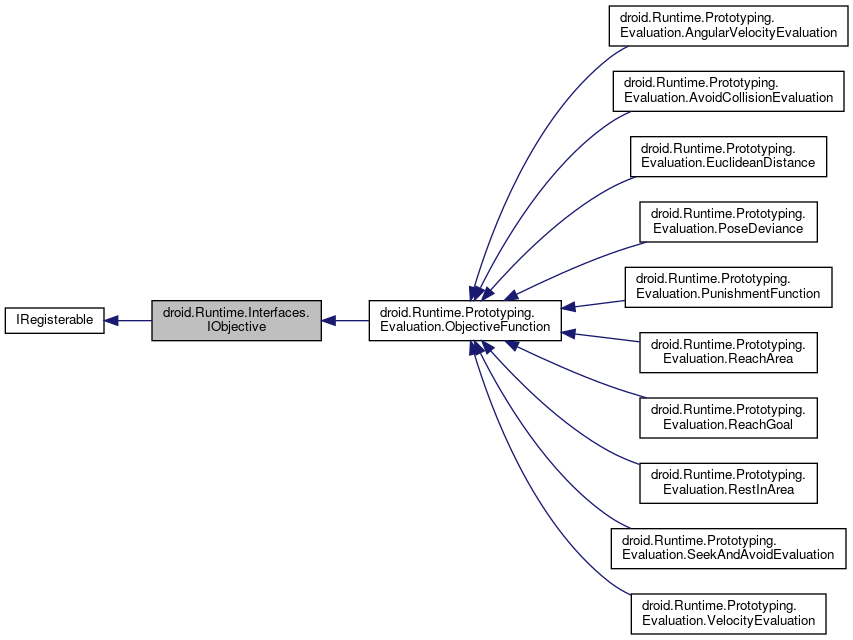 IRegisterable
droid.Runtime.Interfaces.
IObjective
droid.Runtime.Prototyping.
Evaluation.ObjectiveFunction
droid.Runtime.Prototyping.
Evaluation.AngularVelocityEvaluation
droid.Runtime.Prototyping.
Evaluation.AvoidCollisionEvaluation
droid.Runtime.Prototyping.
Evaluation.EuclideanDistance
droid.Runtime.Prototyping.
Evaluation.PoseDeviance
droid.Runtime.Prototyping.
Evaluation.PunishmentFunction
droid.Runtime.Prototyping.
Evaluation.ReachArea
droid.Runtime.Prototyping.
Evaluation.ReachGoal
droid.Runtime.Prototyping.
Evaluation.RestInArea
droid.Runtime.Prototyping.
Evaluation.SeekAndAvoidEvaluation
droid.Runtime.Prototyping.
Evaluation.VelocityEvaluation